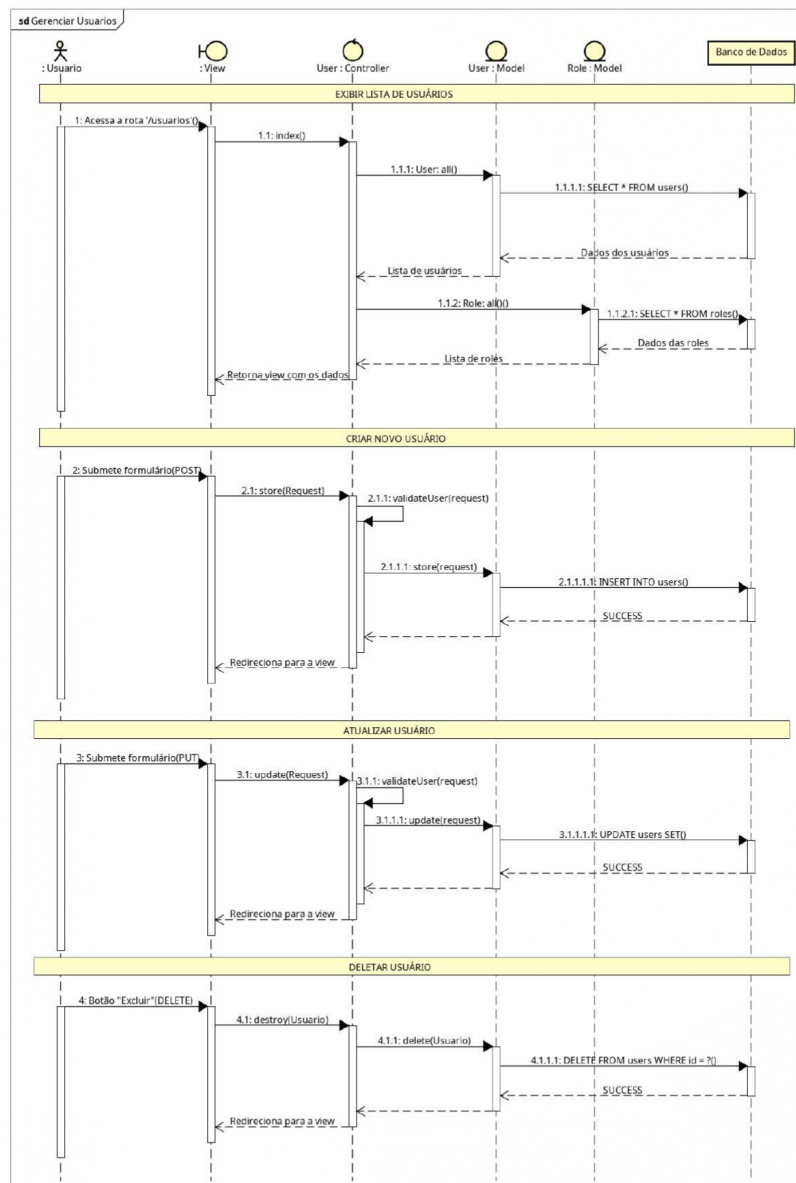 sd Gerenciar Usuarios
: Usuario
: View
User : Controller
User : Model
Role : Model
Banco de Dados
EXIBIR LISTA DE USUÁRIOS
1: Acessa a rota '/usuarios'()
1.1: index()
1.1.1: User: all()
1.1.1.1: SELECT * FROM users()
Dados dos usuários
Lista de usuários
1.1.2: Role: all()()
1.1.2.1: SELECT * FROM roles()
Dados das roles
Lista de roles
Retorna view com os dados
CRIAR NOVO USUÁRIO
2: Submete formulário(POST)
2.1: store(Request)
2.1.1: validateUser(request)
2.1.1.1: store(request)
2.1.1.1.1: INSERT INTO users()
SUCCESS
Redireciona para a view
ATUALIZAR USUÁRIO
3: Submete formulário(PUT)
3.1: update(Request)
3.1.1: validateUser(request)
3.1.1.1: update(request)
3.1.1.1.1: UPDATE users SET()
SUCCESS
Redireciona para a view
DELETAR USUÁRIO
4: Botão "Excluir"(DELETE)
4.1: destroy(Usuario)
4.1.1: delete(Usuario)
4.1.1.1: DELETE FROM users WHERE id = ?()
SUCCESS
Redireciona para a view